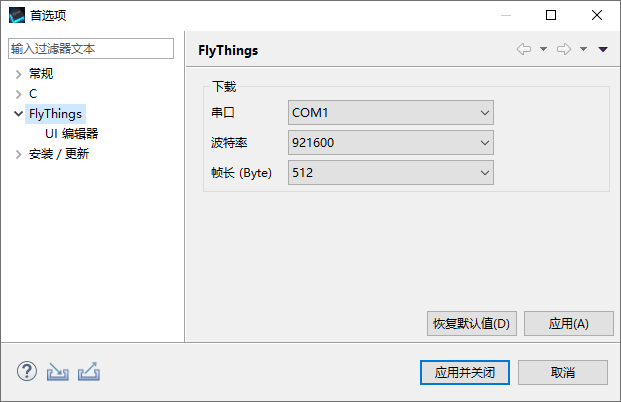 首选项
输入过滤器文本
常规
C
FlyThings
UI 编辑器
安装 / 更新
FlyThings
下载
串口 COM1
波特率 921600
帧长 (Byte) 512
恢复默认值(D) 应用(A)
应用并关闭 取消